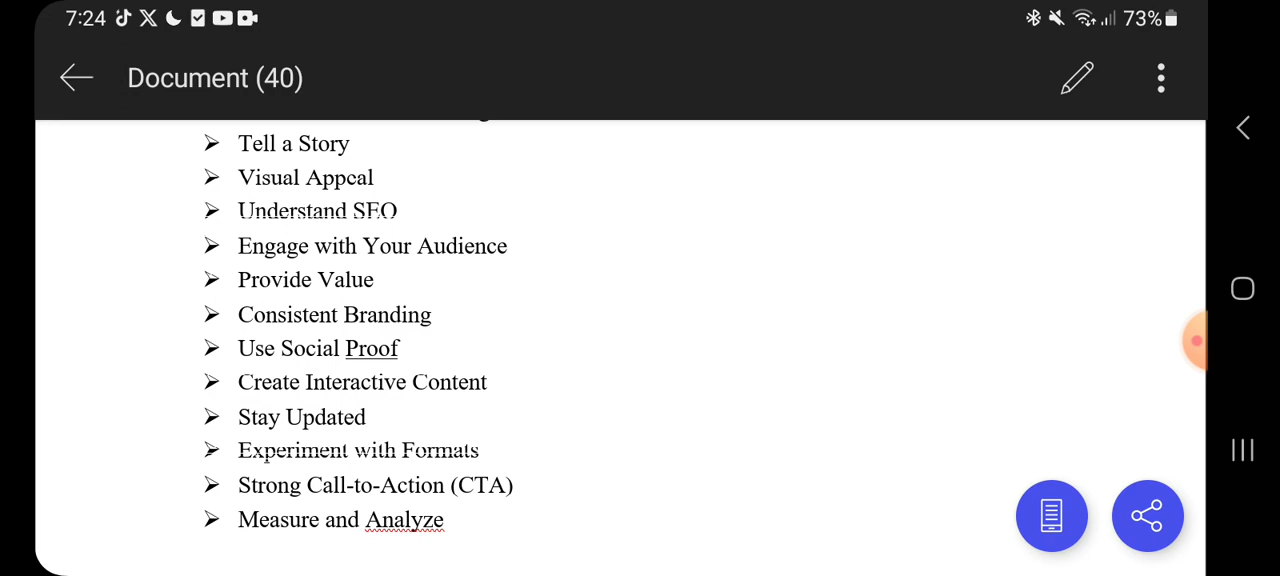 7:24
73%
Document (40)
Tell a Story
Visual Appeal
Understand SEO
Engage with Your Audience
Provide Value
Consistent Branding
Use Social Proof
Create Interactive Content
Stay Updated
Experiment with Formats
Strong Call-to-Action (CTA)
Measure and Analyze